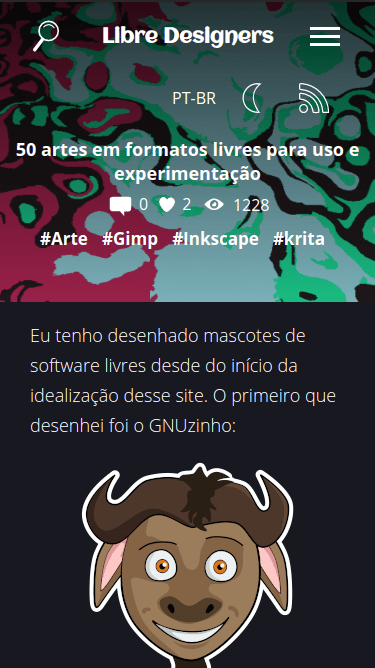 Libre Designers
PT-BR
50 artes em formatos livres para uso e
experimentação
0 2 1228
#Arte #Gimp #Inkscape #krita
Eu tenho desenhado mascotes de
software livres desde do início da
idealização desse site. O primeiro que
desenhei foi o GNUzinho: